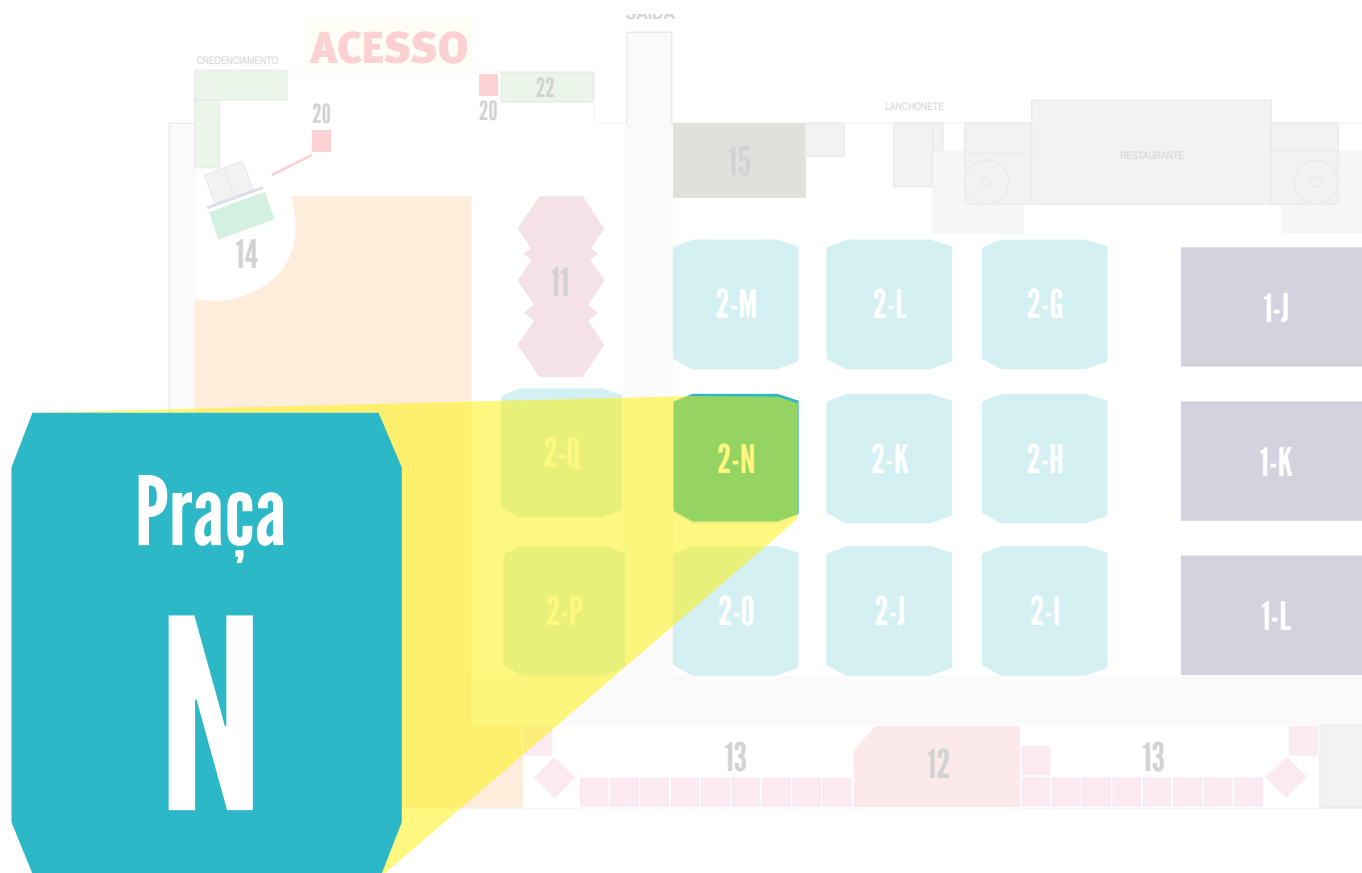 SAÍDA
ACESSO
CREDENCIAMENTO
22
20
20
LANCHONETE
15
RESTAURANTE
14
11
2-M
2-L
2-G
1-J
2-Q
2-N
2-K
2-H
1-K
Praça
N
2-P
2-O
2-J
2-I
1-L
13
12
13